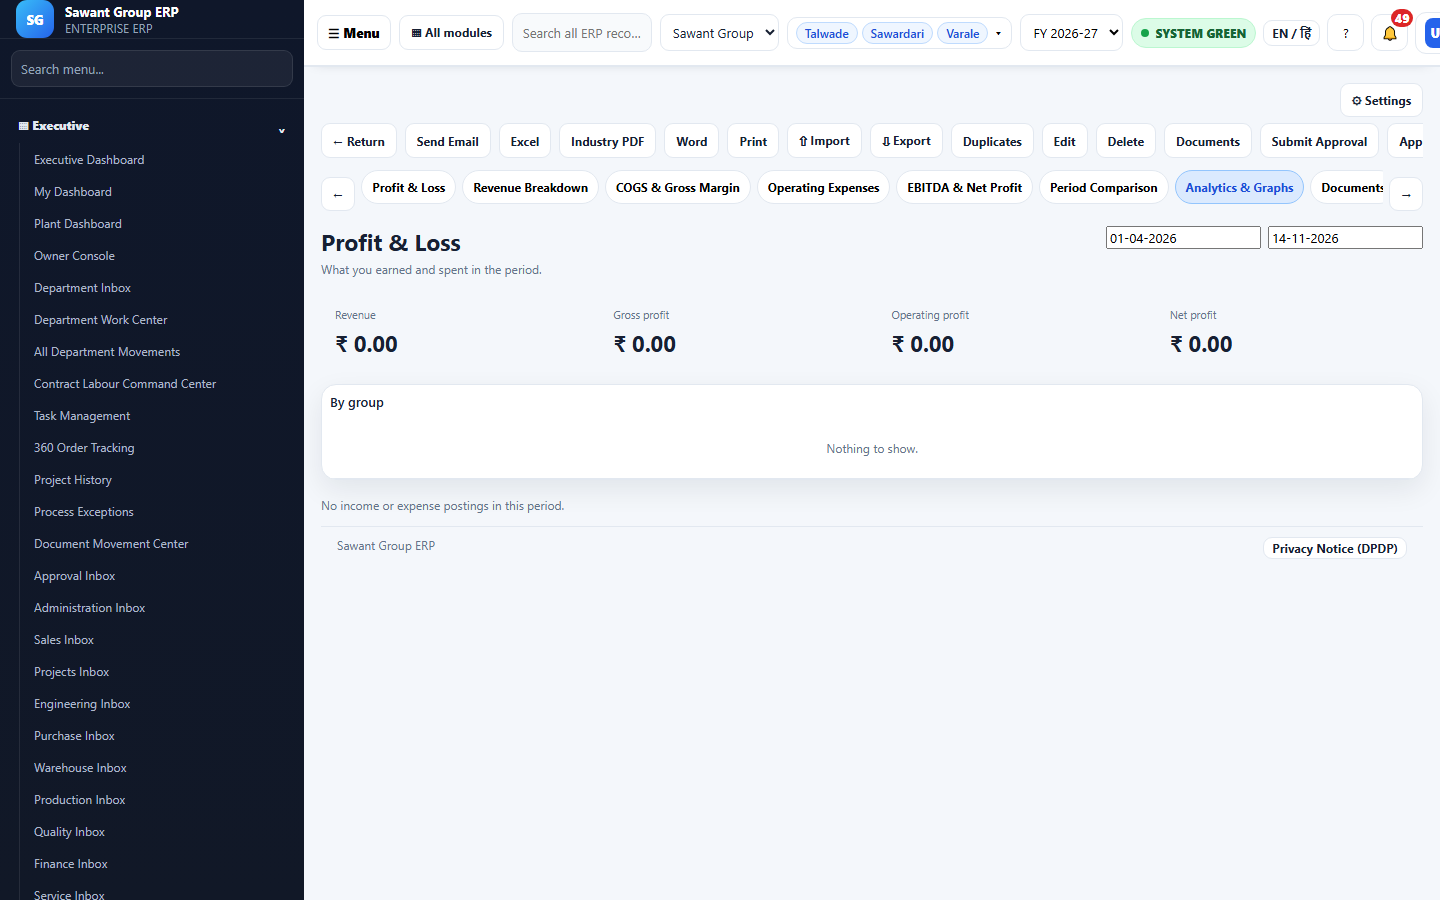 SG
Sawant Group ERP
ENTERPRISE ERP
Search menu...
Executive
Executive Dashboard
My Dashboard
Plant Dashboard
Owner Console
Department Inbox
Department Work Center
All Department Movements
Contract Labour Command Center
Task Management
360 Order Tracking
Project History
Process Exceptions
Document Movement Center
Approval Inbox
Administration Inbox
Sales Inbox
Projects Inbox
Engineering Inbox
Purchase Inbox
Warehouse Inbox
Production Inbox
Quality Inbox
Finance Inbox
Service Inbox
☰ Menu All modules Search all ERP reco... Sawant Group Talwade Sawardari Varale FY 2026-27 SYSTEM GREEN EN / हिं ? 49 U
⚙ Settings
← Return Send Email Excel Industry PDF Word Print ⇧ Import ⇩ Export Duplicates Edit Delete Documents Submit Approval App
← Profit & Loss Revenue Breakdown COGS & Gross Margin Operating Expenses EBITDA & Net Profit Period Comparison Analytics & Graphs Documents →
Profit & Loss 01-04-2026 14-11-2026
What you earned and spent in the period.
Revenue Gross profit Operating profit Net profit
₹ 0.00 ₹ 0.00 ₹ 0.00 ₹ 0.00
By group
Nothing to show.
No income or expense postings in this period.
Sawant Group ERP Privacy Notice (DPDP)